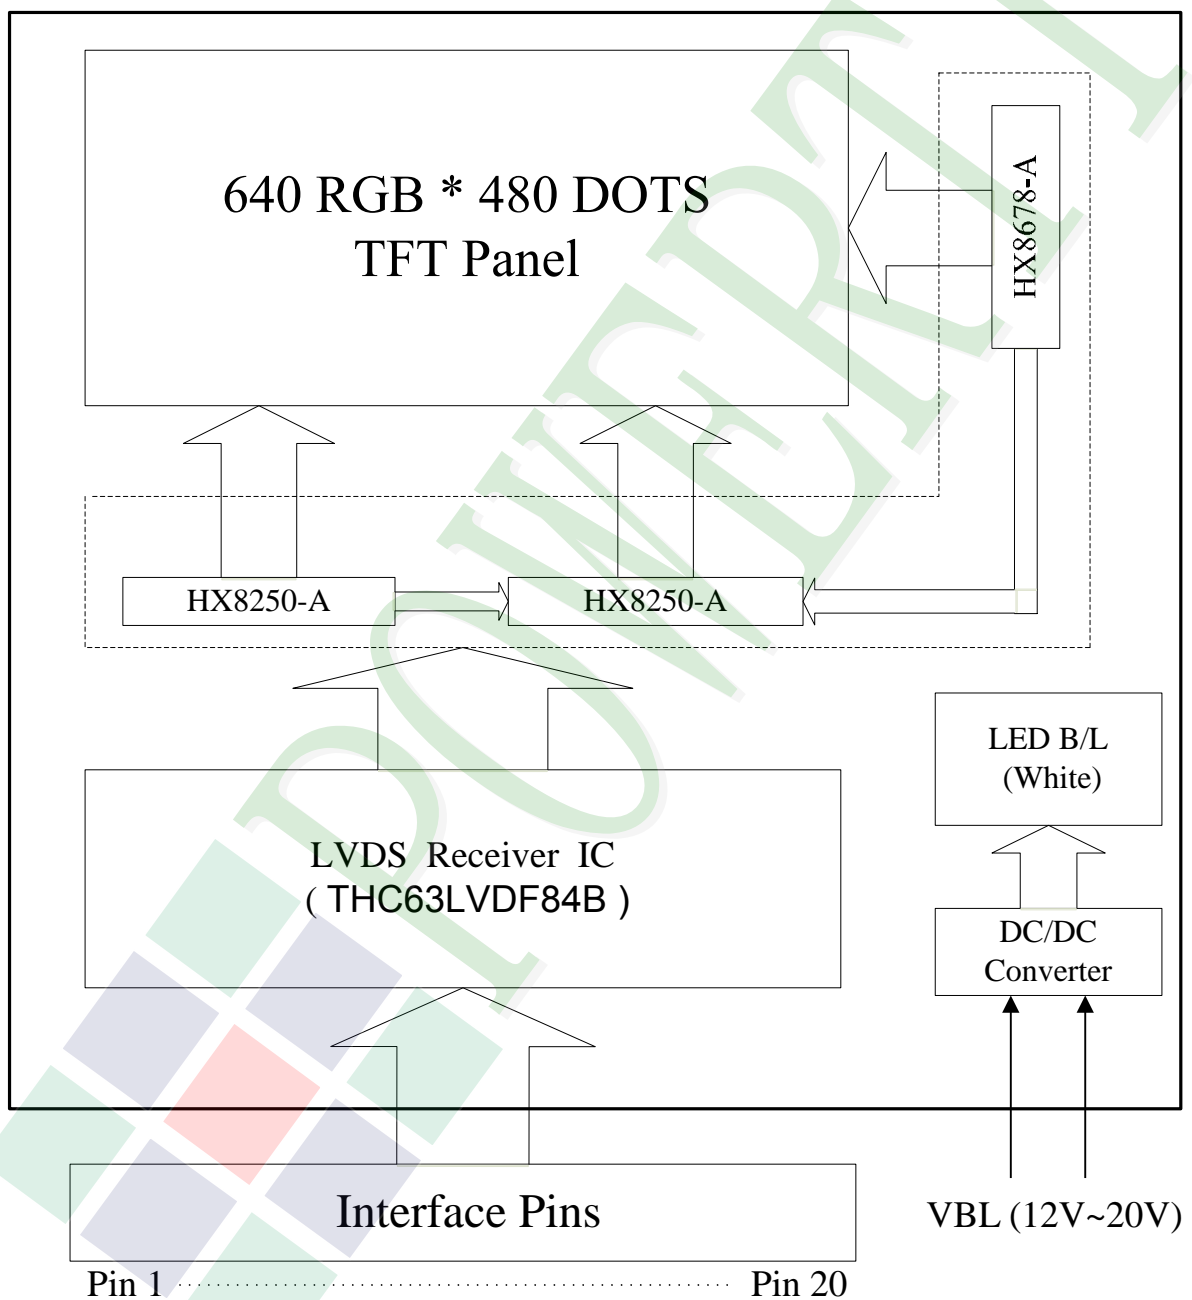 640 RGB * 480 DOTS
TFT Panel
HX8678-A
HX8250-A
HX8250-A
LED B/L
(White)
LVDS Receiver IC
( THC63LVDF84B )
DC/DC
Converter
Interface Pins
VBL (12V~20V)
Pin 1 Pin 20
POWERT